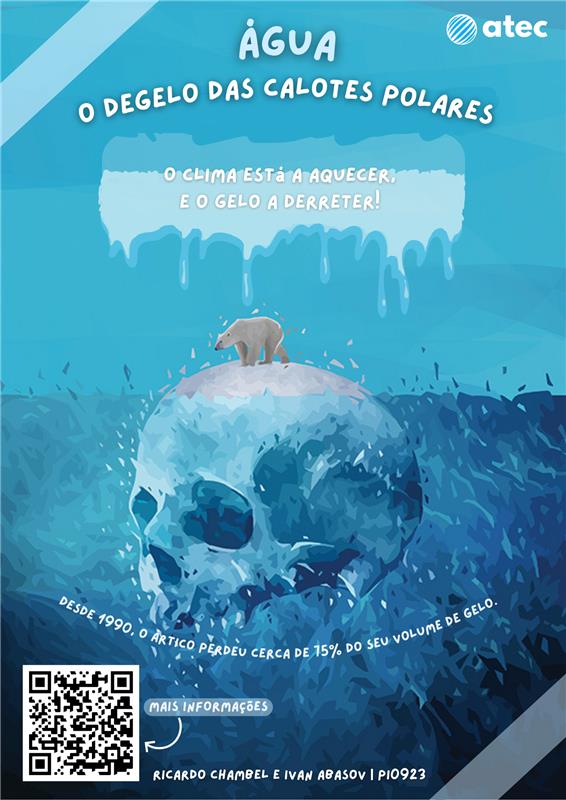 atec
ÁGUA
O DEGELO DAS CALOTES POLARES
O CLIMA ESTá A AQUECER,
E O GELO A DERRETER!
DESDE 1990, O ÁRTICO PERDEU CERCA DE 75% DO SEU VOLUME DE GELO.
MAIS INFORMAÇÕES
RICARDO CHAMBEL E IVAN ABASOV | PI0923